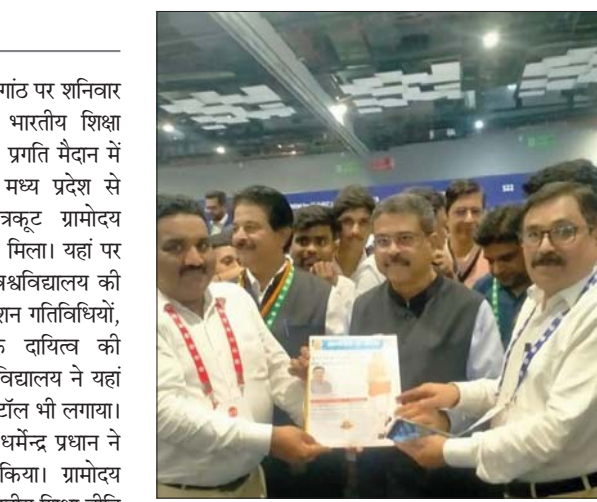 गांठ पर शनिवार
भारतीय शिक्षा
प्रगति मैदान में
मध्य प्रदेश से
त्रकूट ग्रामोदय
मिला। यहां पर
श्वविद्यालय की
शन गतिविधियों,
दायित्व की
विद्यालय ने यहां
टॉल भी लगाया।
धर्मेन्द्र प्रधान ने
किया। ग्रामोदय